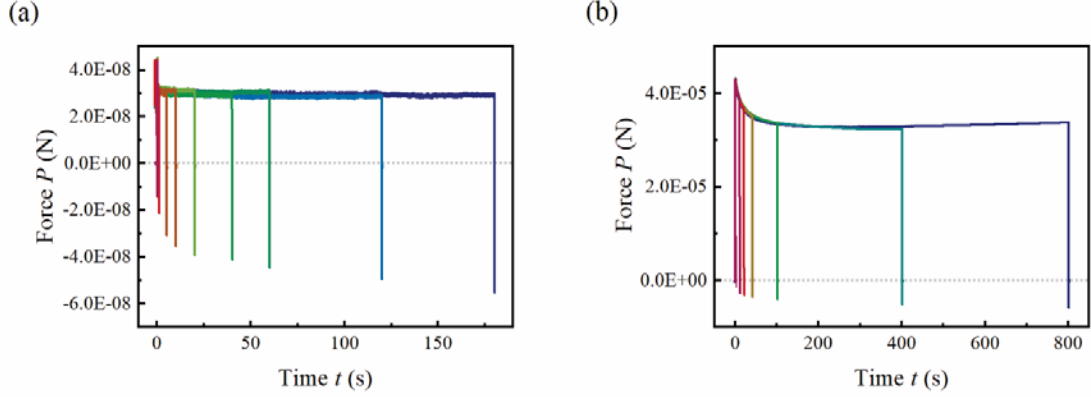 (a)
4.0E-08
2.0E-08
0.0E+00
-2.0E-08
-4.0E-08
-6.0E-08
Force P (N)
0
50
100
150
Time t (s)
(b)
4.0E-05
2.0E-05
0.0E+00
Force P (N)
0
200
400
600
800
Time t (s)